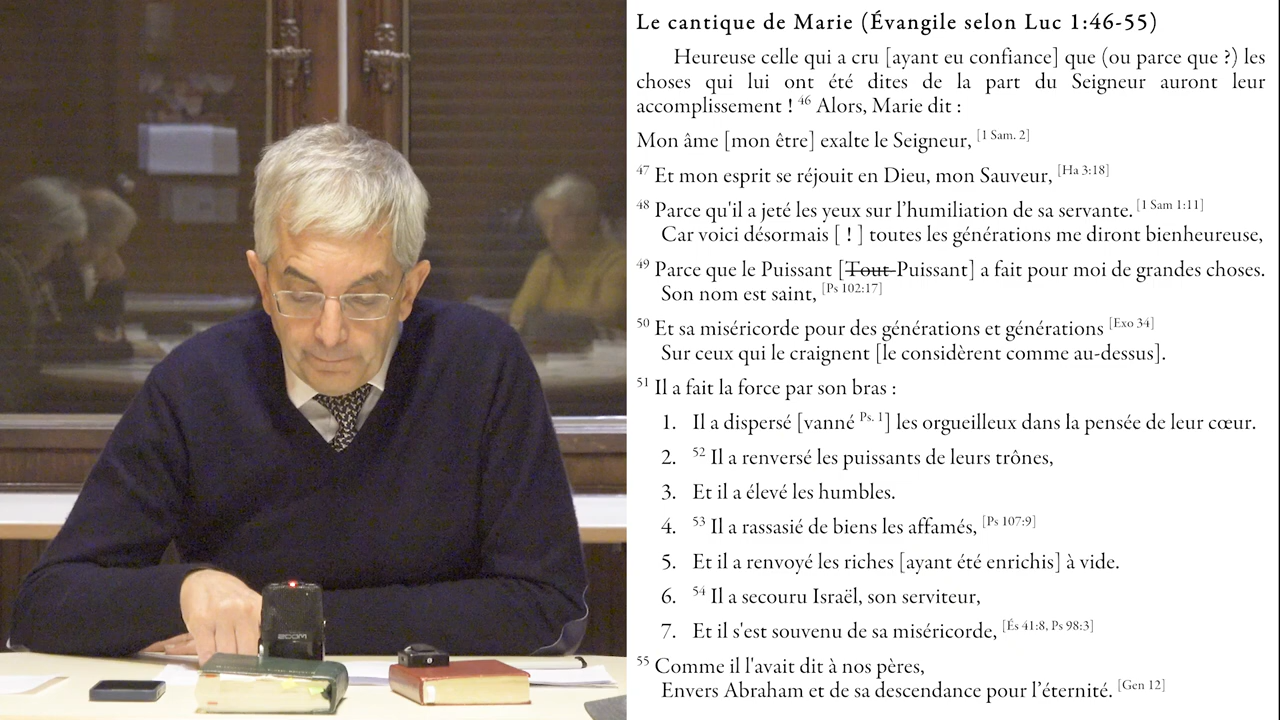 Le cantique de Marie (Évangile selon Luc 1:46-55)
Heureuse celle qui a cru [ayant eu confiance] que (ou parce que ?) les
choses qui lui ont été dites de la part du Seigneur auront leur
accomplissement ! 46 Alors, Marie dit :
Mon âme [mon être] exalte le Seigneur, [1 Sam. 2]
47 Et mon esprit se réjouit en Dieu, mon Sauveur, [Ha 3:18]
48 Parce qu'il a jeté les yeux sur l'humiliation de sa servante. [1 Sam 1:11]
Car voici désormais [ ! ] toutes les générations me diront bienheureuse,
49 Parce que le Puissant [Tout-Puissant] a fait pour moi de grandes choses.
Son nom est saint, [Ps 102:17]
50 Et sa miséricorde pour des générations et générations [Exo 34]
Sur ceux qui le craignent [le considèrent comme au-dessus].
51 Il a fait la force par son bras :
1. Il a dispersé [vanné Ps. 1] les orgueilleux dans la pensée de leur cœur.
2. 52 Il a renversé les puissants de leurs trônes,
3. Et il a élevé les humbles.
4. 53 Il a rassasié de biens les affamés, [Ps 107:9]
5. Et il a renvoyé les riches [ayant été enrichis] à vide.
6. 54 Il a secouru Israël, son serviteur,
7. Et il s'est souvenu de sa miséricorde, [És 41:8, Ps 98:3]
55 Comme il l'avait dit à nos pères,
Envers Abraham et de sa descendance pour l'éternité. [Gen 12]
zoom